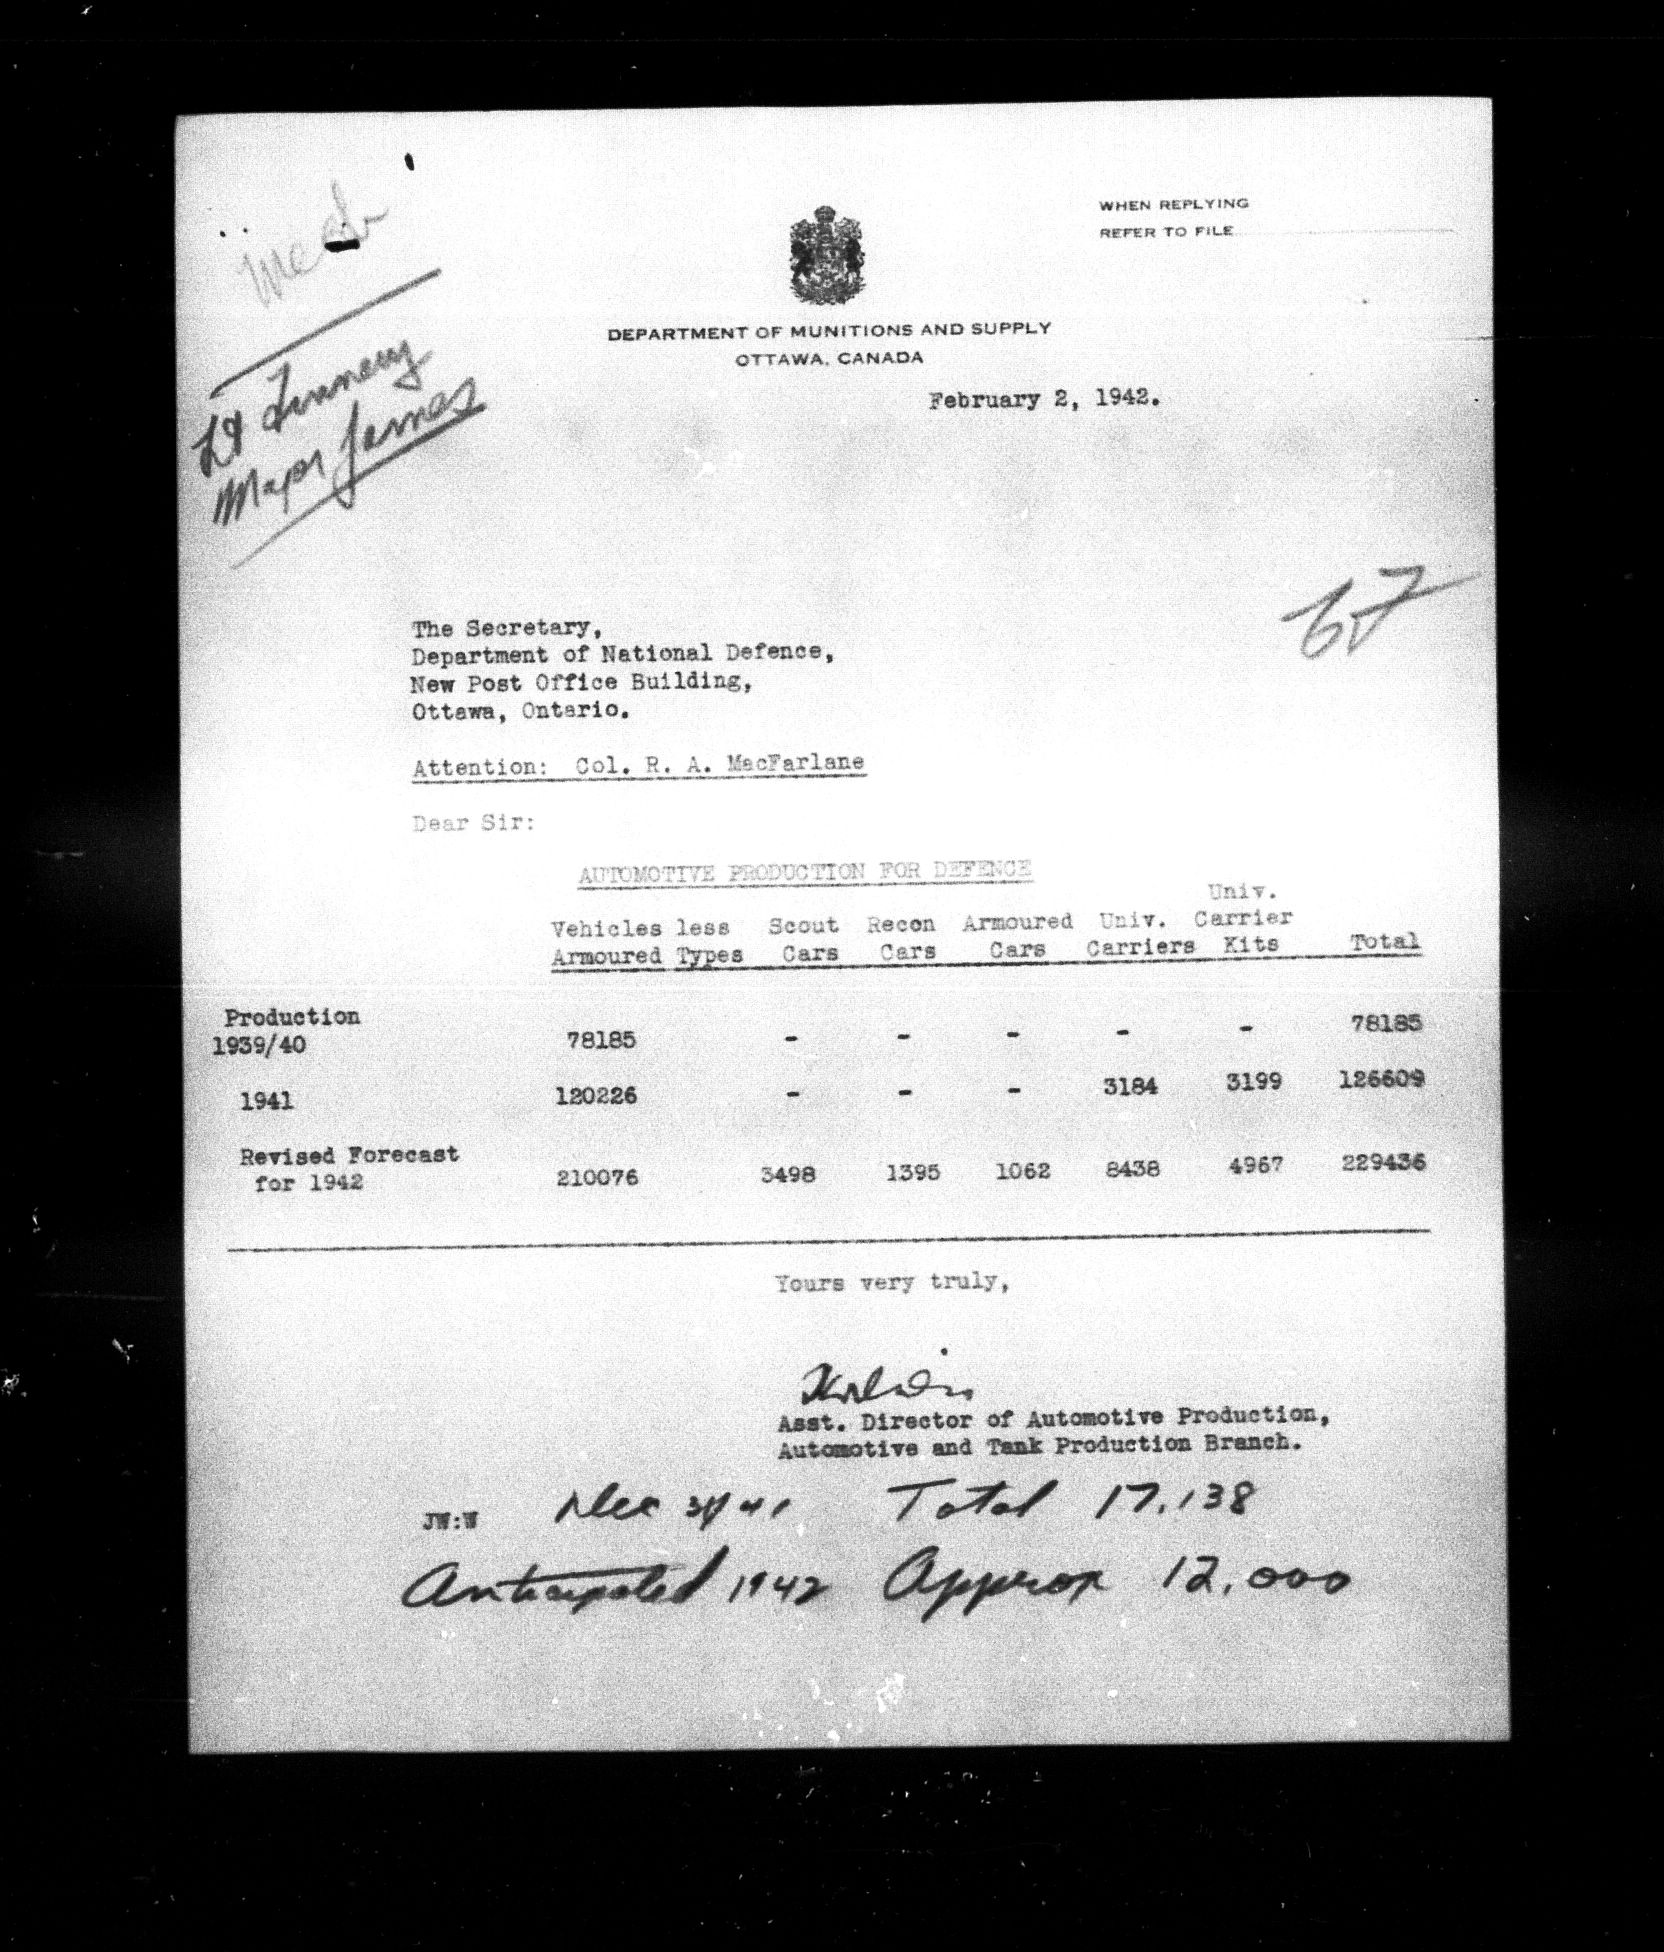 WHEN REPLYING
REFER TO FILE
DEPARTMENT OF MUNITIONS AND SUPPLY
OTTAWA, CANADA
February 2, 1942.
Lt
Major James
67
The Secretary,
Department of National Defence,
New Post Office Building,
Ottawa, Ontario.
Attention: Col. R. A. MacFarlane
Dear Sir:
AUTOMOTIVE PRODUCTION FOR DEFENCE
Univ.
Vehicles less Scout Recon Armoured Univ. Carrier
Armoured Types Cars Cars Cars Carriers Kits Total
Production
1939/40 78185 - - - - - 78185
1941 120226 - - - 3184 3199 126609
Revised Forecast
for 1942 210076 3498 1395 1062 8438 4967 229436
Yours very truly,
Asst. Director of Automotive Production,
Automotive and Tank Production Branch.
JW:W Dec 31/41 Total 17,138
Anticipated 1942 Approx 12,000